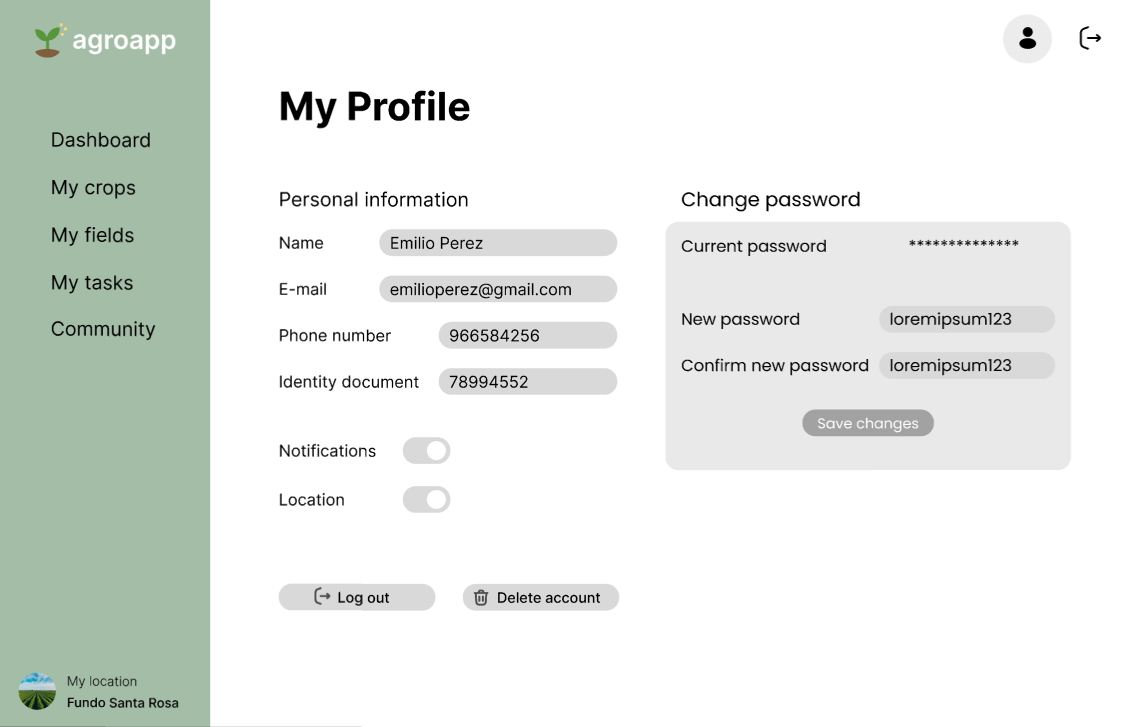 agroapp
Dashboard
My crops
My fields
My tasks
Community
My location
Fundo Santa Rosa
My Profile
Personal information
Name Emilio Perez
E-mail emilioperez@gmail.com
Phone number 966584256
Identity document 78994552
Notifications
Location
Log out Delete account
Change password
Current password **************
New password loremipsum123
Confirm new password loremipsum123
Save changes